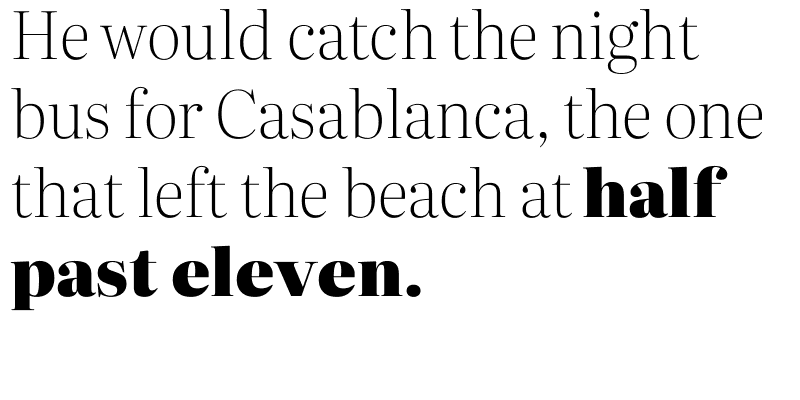 He would catch the night
bus for Casablanca, the one
that left the beach at half
past eleven.